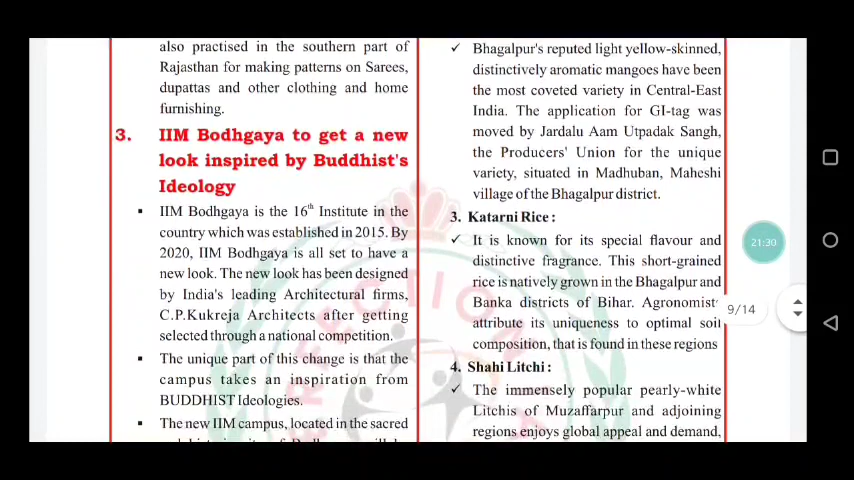 also practised in the southern part of
Rajasthan for making patterns on Sarees,
dupattas and other clothing and home
furnishing.
3. IIM Bodhgaya to get a new
look inspired by Buddhist's
Ideology
▪ IIM Bodhgaya is the 16th Institute in the
country which was established in 2015. By
2020, IIM Bodhgaya is all set to have a
new look. The new look has been designed
by India's leading Architectural firms,
C.P.Kukreja Architects after getting
selected through a national competition.
▪ The unique part of this change is that the
campus takes an inspiration from
BUDDHIST Ideologies.
▪ The new IIM campus, located in the sacred
✓ Bhagalpur's reputed light yellow-skinned,
distinctively aromatic mangoes have been
the most coveted variety in Central-East
India. The application for GI-tag was
moved by Jardalu Aam Utpadak Sangh,
the Producers' Union for the unique
variety, situated in Madhuban, Maheshi
village of the Bhagalpur district.
3. Katarni Rice :
✓ It is known for its special flavour and
distinctive fragrance. This short-grained
rice is natively grown in the Bhagalpur and
Banka districts of Bihar. Agronomist
attribute its uniqueness to optimal soil
composition, that is found in these regions
4. Shahi Litchi :
✓ The immensely popular pearly-white
Litchis of Muzaffarpur and adjoining
regions enjoys global appeal and demand,
21:30
9/14